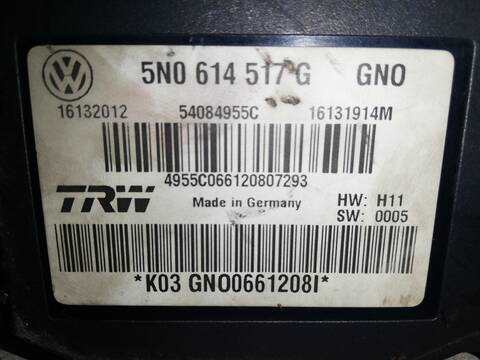 5N0 614 517 G GNO
16132012 54084955C 16131914M
4955C066120807293
TRW Made in Germany HW: H11
SW: 0005
*K03 GNO0661208I*